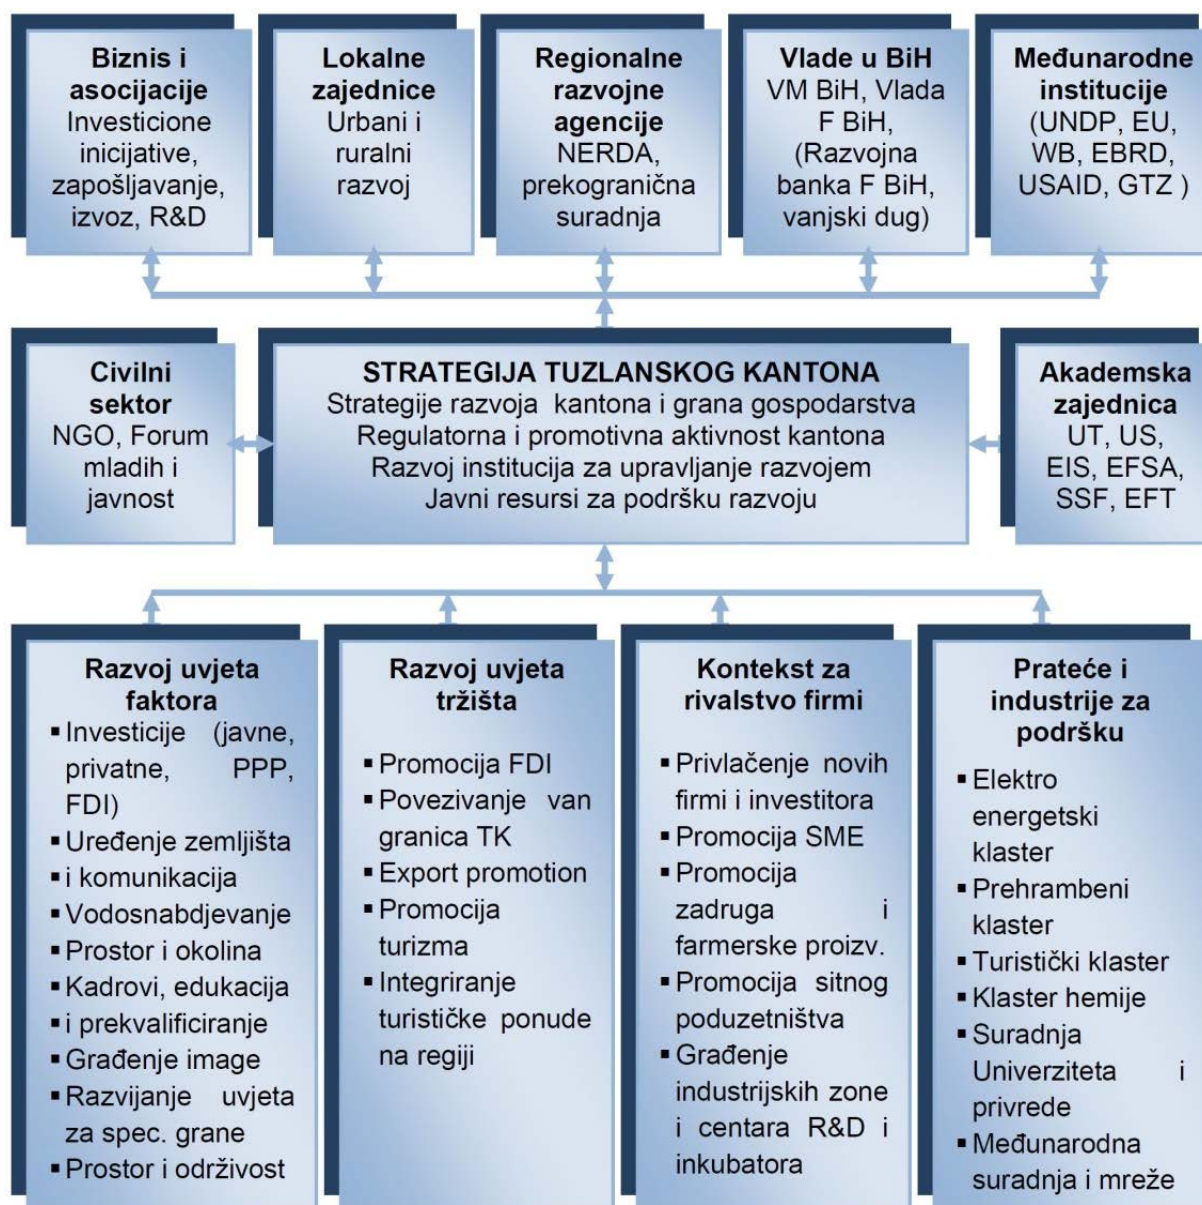 Biznis i
asocijacije
Investicione
inicijative,
zapošljavanje,
izvoz, R&D
Lokalne
zajednice
Urbani i
ruralni
razvoj
Regionalne
razvojne
agencije
NERDA,
prekogranična
suradnja
Vlade u BiH
VM BiH, Vlada
F BiH,
(Razvojna
banka F BiH,
vanjski dug)
Međunarodne
institucije
(UNDP, EU,
WB, EBRD,
USAID, GTZ )
Civilni
sektor
NGO, Forum
mladih i
javnost
STRATEGIJA TUZLANSKOG KANTONA
Strategije razvoja kantona i grana gospodarstva
Regulatorna i promotivna aktivnost kantona
Razvoj institucija za upravljanje razvojem
Javni resursi za podršku razvoju
Akademska
zajednica
UT, US,
EIS, EFSA,
SSF, EFT
Razvoj uvjeta
faktora
▪ Investicije (javne,
privatne, PPP,
FDI)
▪ Uređenje zemljišta
▪ i komunikacija
▪ Vodosnabdjevanje
▪ Prostor i okolina
▪ Kadrovi, edukacija
▪ i prekvalificiranje
▪ Građenje image
▪ Razvijanje uvjeta
za spec. grane
▪ Prostor i održivost
Razvoj uvjeta
tržišta
▪ Promocija FDI
▪ Povezivanje van
granica TK
▪ Export promotion
▪ Promocija
turizma
▪ Integriranje
turističke ponude
na regiji
Kontekst za
rivalstvo firmi
▪ Privlačenje novih
firmi i investitora
▪ Promocija SME
▪ Promocija
zadruga i
farmerske proizv.
▪ Promocija sitnog
poduzetništva
▪ Građenje
industrijskih zone
i centara R&D i
inkubatora
Prateće i
industrije za
podršku
▪ Elektro
energetski
klaster
▪ Prehrambeni
klaster
▪ Turistički klaster
▪ Klaster hemije
▪ Suradnja
Univerziteta i
privrede
▪ Međunarodna
suradnja i mreže